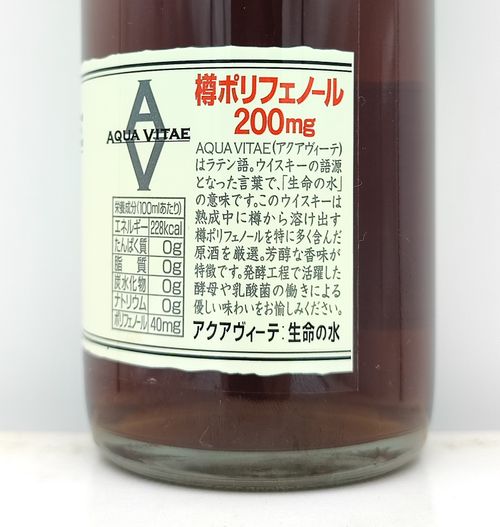 AQUA VITAE
樽ポリフェノール
200mg
AQUA VITAE(アクアヴィーテ)
はラテン語。ウイスキーの語源
となった言葉で、「生命の水」
の意味です。このウイスキーは
熟成中に樽から溶け出す
樽ポリフェノールを特に多く含んだ
原酒を厳選。芳醇な香味が
特徴です。発酵工程で活躍した
酵母や乳酸菌の働きによる
優しい味わいをお愉しみください。
アクアヴィーテ:生命の水
栄養成分(100mlあたり)
エネルギー 228kcal
たんぱく質 0g
脂質 0g
炭水化物 0g
ナトリウム 0g
ポリフェノール 40mg